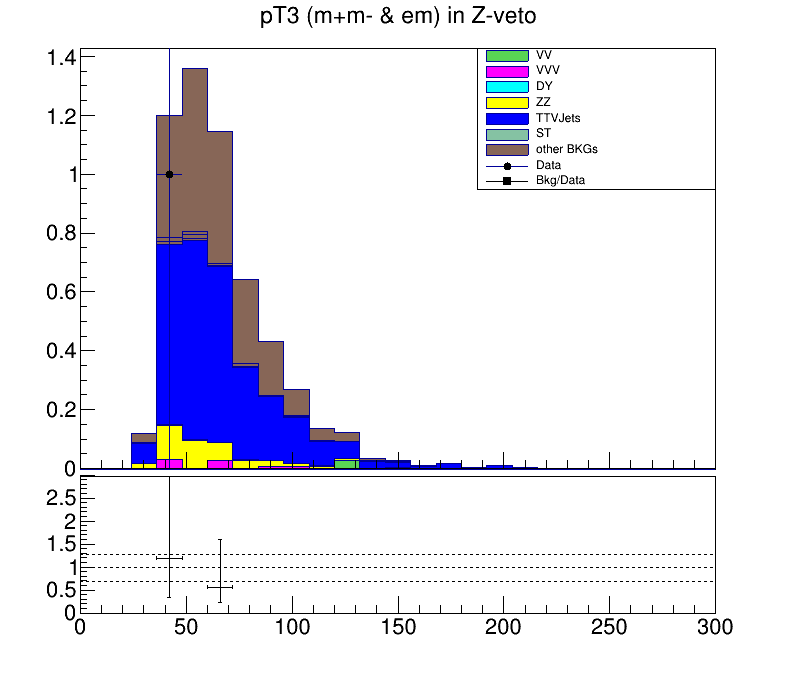 pT3 (m+m- & em) in Z-veto
1.4
1.2
1
0.8
0.6
0.4
0.2
0
VV
VVV
DY
ZZ
TTVJets
ST
other BKGs
Data
Bkg/Data
2.5
2
1.5
1
0.5
0
0 50 100 150 200 250 300